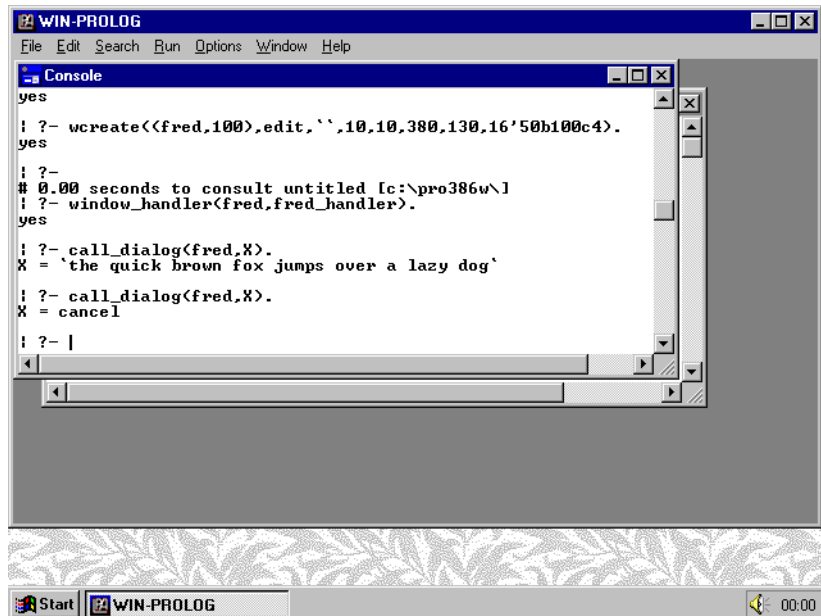 WIN-PROLOG
File Edit Search Run Options Window Help
Console
yes
| ?- wcreate((fred,100),edit,``,10,10,380,130,16'50b100c4).
yes
| ?-
# 0.00 seconds to consult untitled [c:\pro386w\]
| ?- window_handler(fred,fred_handler).
yes
| ?- call_dialog(fred,X).
X = `the quick brown fox jumps over a lazy dog`
| ?- call_dialog(fred,X).
X = cancel
| ?- |
Start WIN-PROLOG 00:00